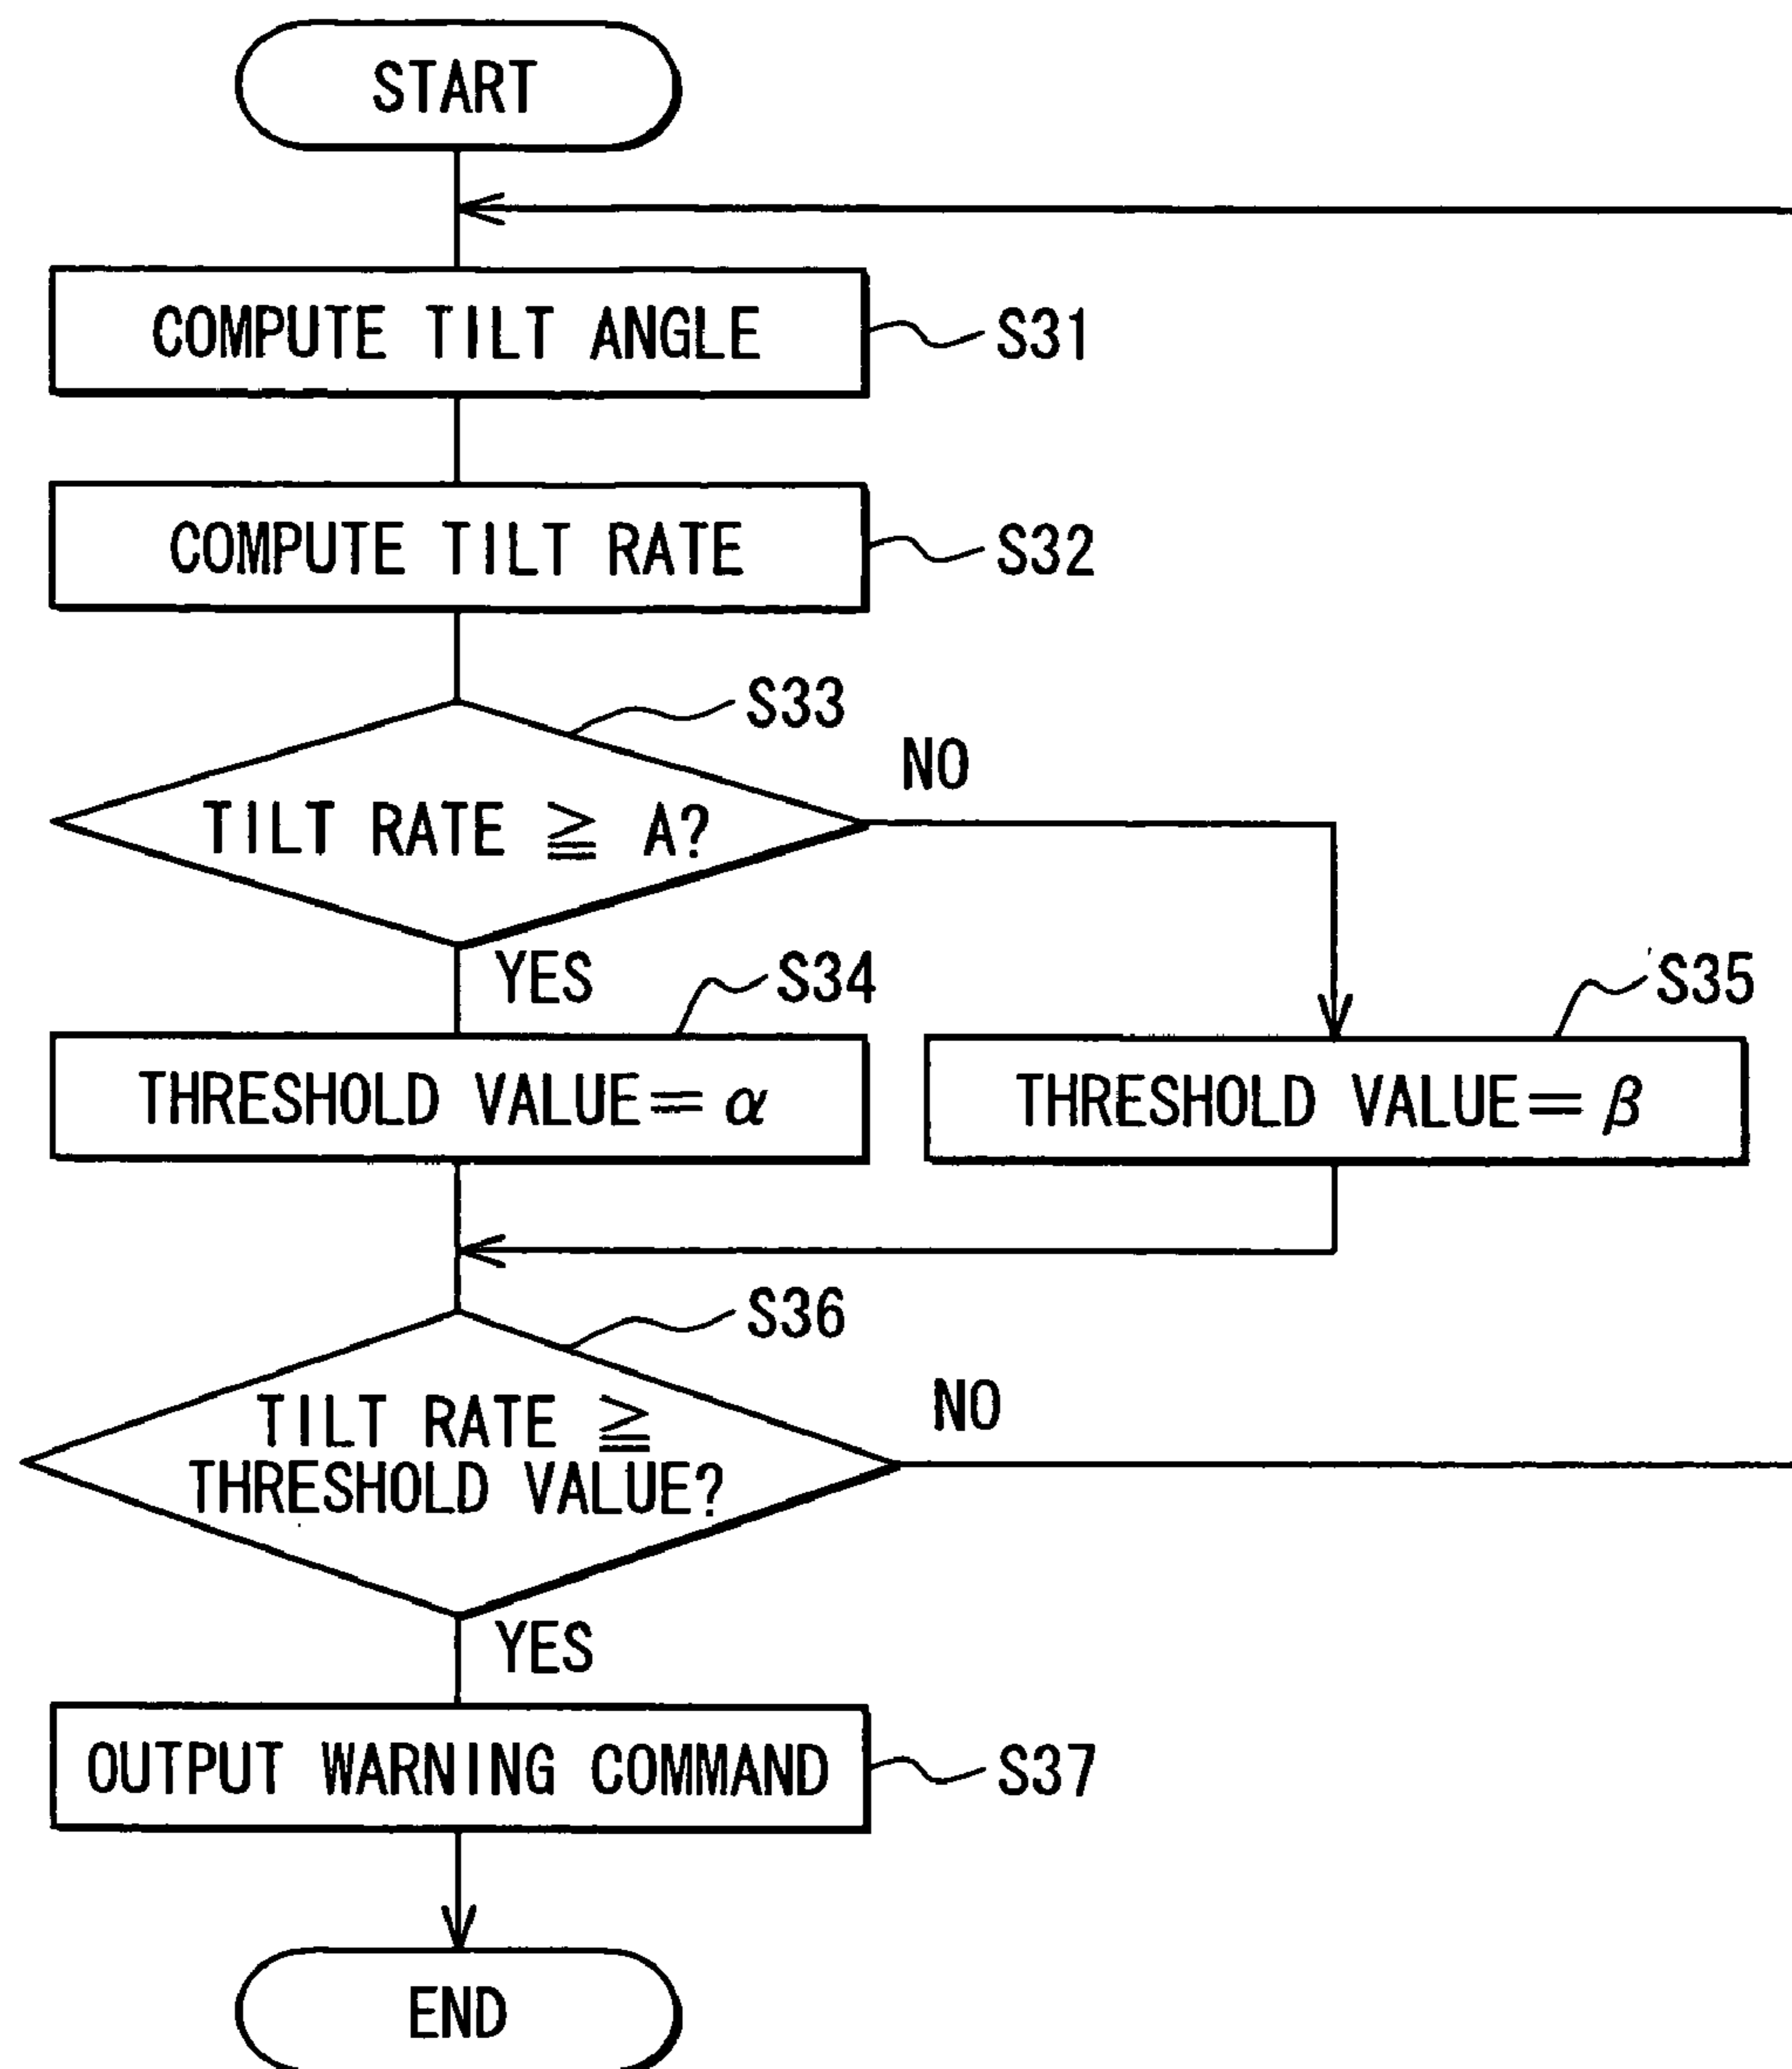 START
COMPUTE TILT ANGLE
S31
COMPUTE TILT RATE
S32
S33
TILT RATE ≧ A?
NO
YES
S34
S35
THRESHOLD VALUE= α
THRESHOLD VALUE= β
S36
TILT RATE ≧
THRESHOLD VALUE?
NO
YES
OUTPUT WARNING COMMAND
S37
END